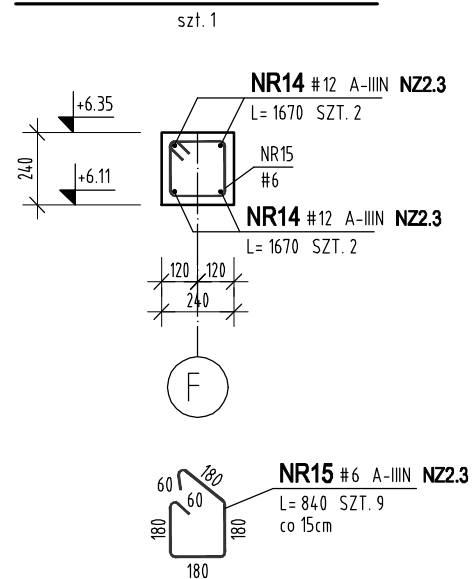 szt. 1
NR14 #12 A-IIIN NZ2.3
L= 1670 SZT. 2
+6.35
240
+6.11
NR15
#6
NR14 #12 A-IIIN NZ2.3
L= 1670 SZT. 2
120 120
240
F
NR15 #6 A-IIIN NZ2.3
L= 840 SZT. 9
co 15cm
60
180
60
180
180
180